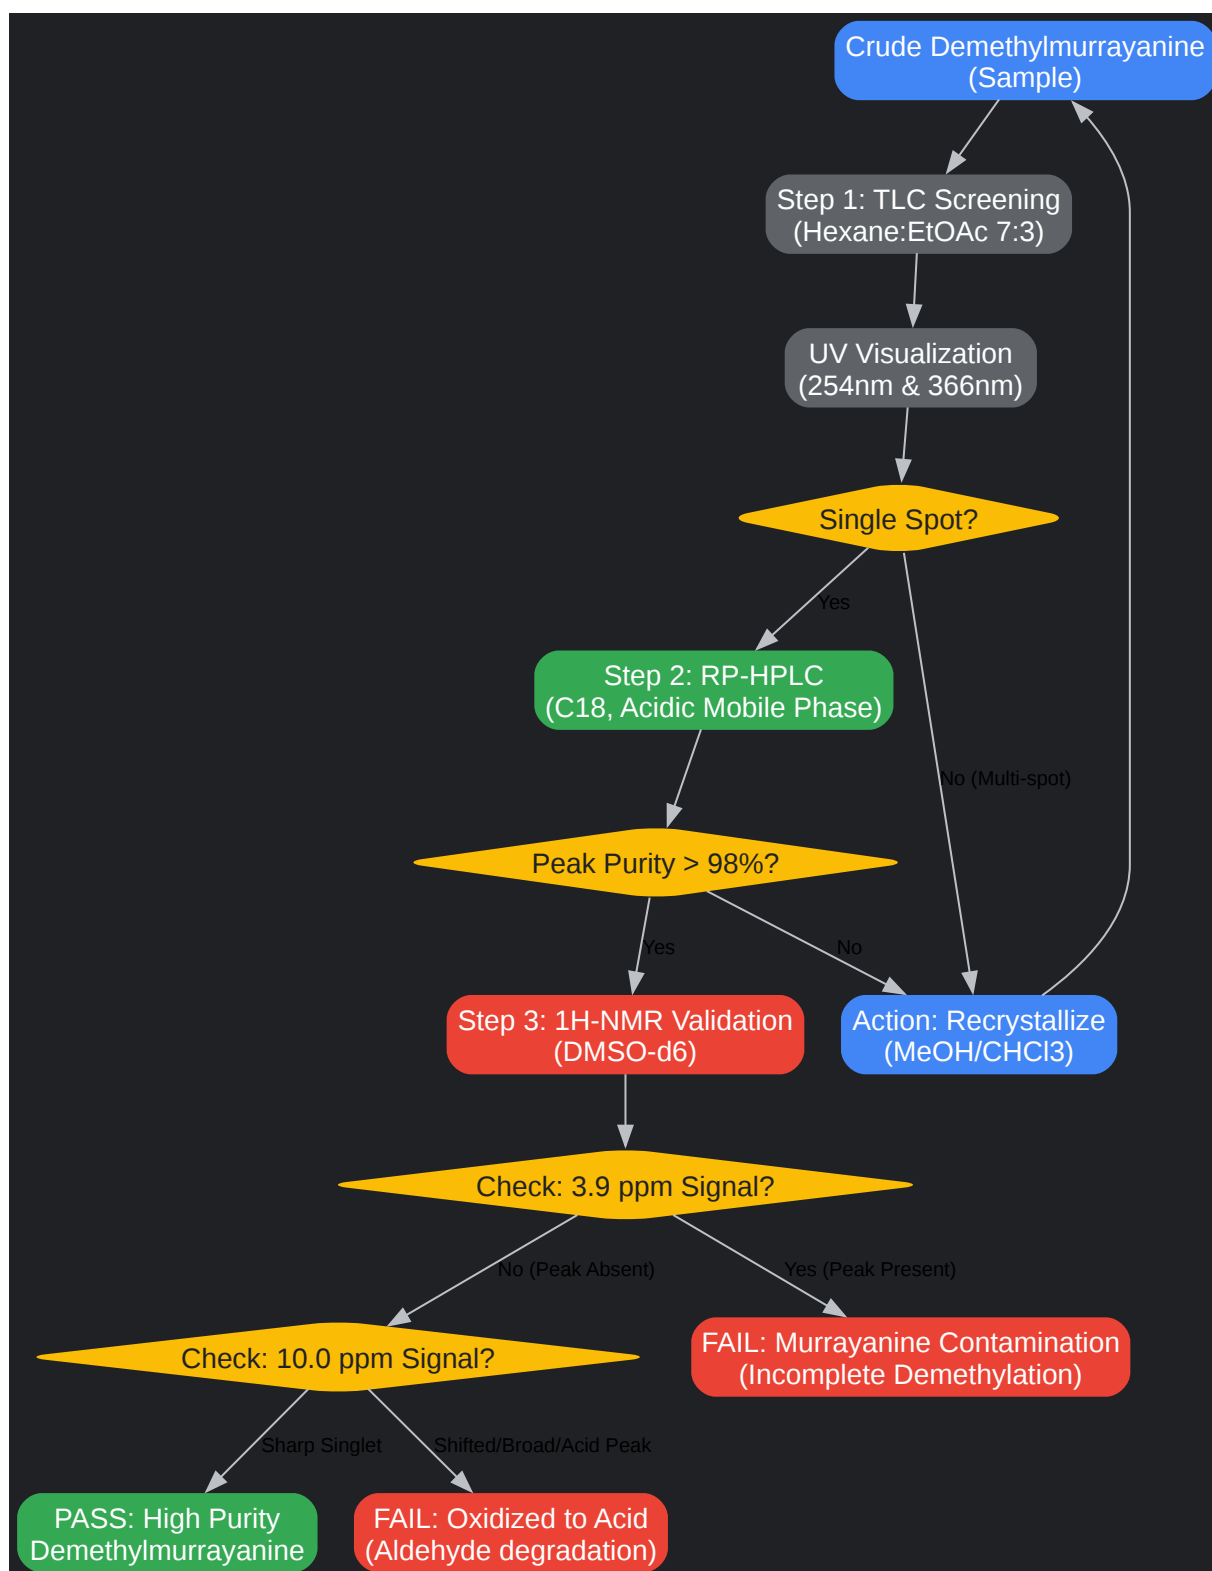 Crude Demethylmurrayanine
(Sample)
Step 1: TLC Screening
(Hexane:EtOAc 7:3)
UV Visualization
(254nm & 366nm)
Single Spot?
Yes
Step 2: RP-HPLC
(C18, Acidic Mobile Phase)
No (Multi-spot)
Peak Purity > 98%?
Yes
No
Step 3: 1H-NMR Validation
(DMSO-d6)
Action: Recrystallize
(MeOH/CHCl3)
Check: 3.9 ppm Signal?
No (Peak Absent)
Yes (Peak Present)
FAIL: Murrayanine Contamination
(Incomplete Demethylation)
Check: 10.0 ppm Signal?
Sharp Singlet
Shifted/Broad/Acid Peak
PASS: High Purity
Demethylmurrayanine
FAIL: Oxidized to Acid
(Aldehyde degradation)